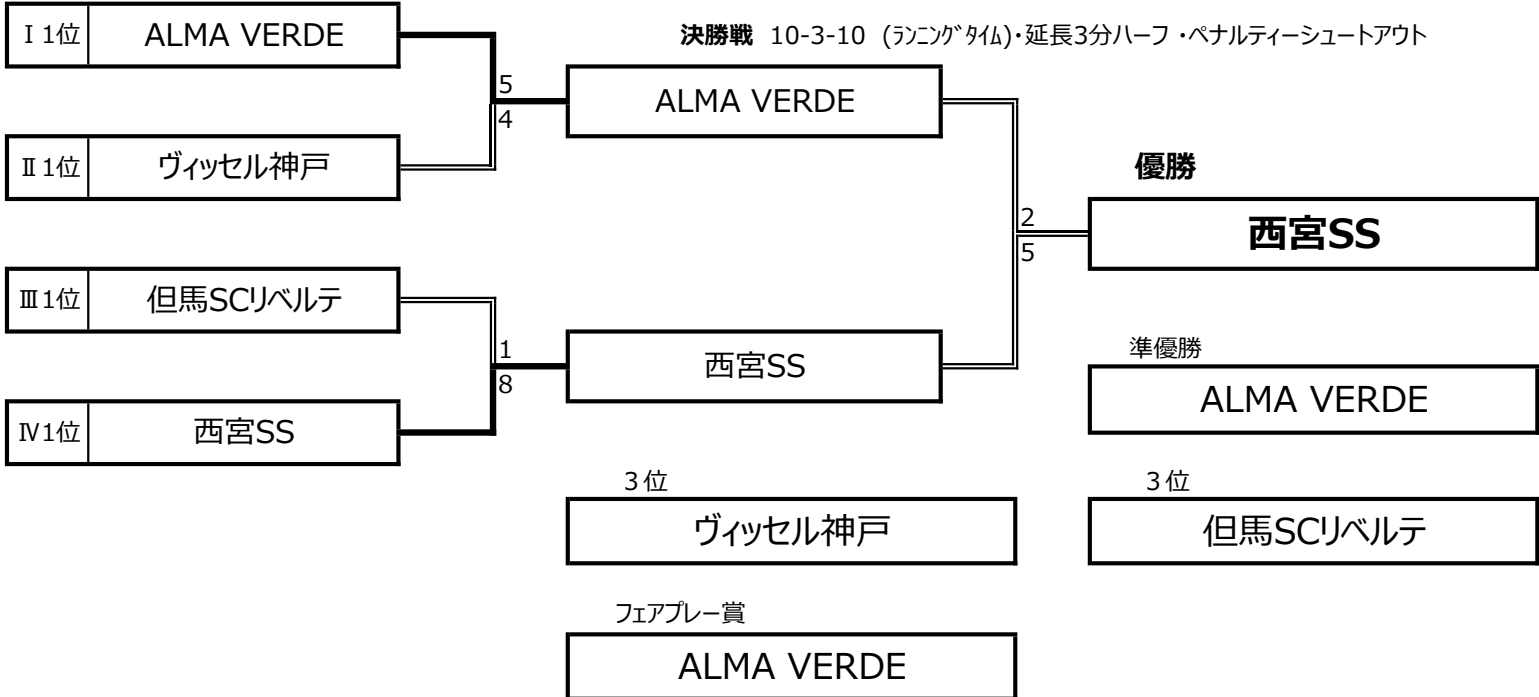 Ⅰ1位 ALMA VERDE
決勝戦 10-3-10 (ﾗﾝﾆﾝｸﾞﾀｲﾑ)・延長3分ハーフ ・ペナルティーシュートアウト
5
ALMA VERDE
4
Ⅱ1位 ヴィッセル神戸
優勝
2
西宮SS
5
Ⅲ1位 但馬SCリベルテ
1
西宮SS
8
準優勝
ALMA VERDE
Ⅳ1位 西宮SS
３位
３位
ヴィッセル神戸
但馬SCリベルテ
フェアプレー賞
ALMA VERDE